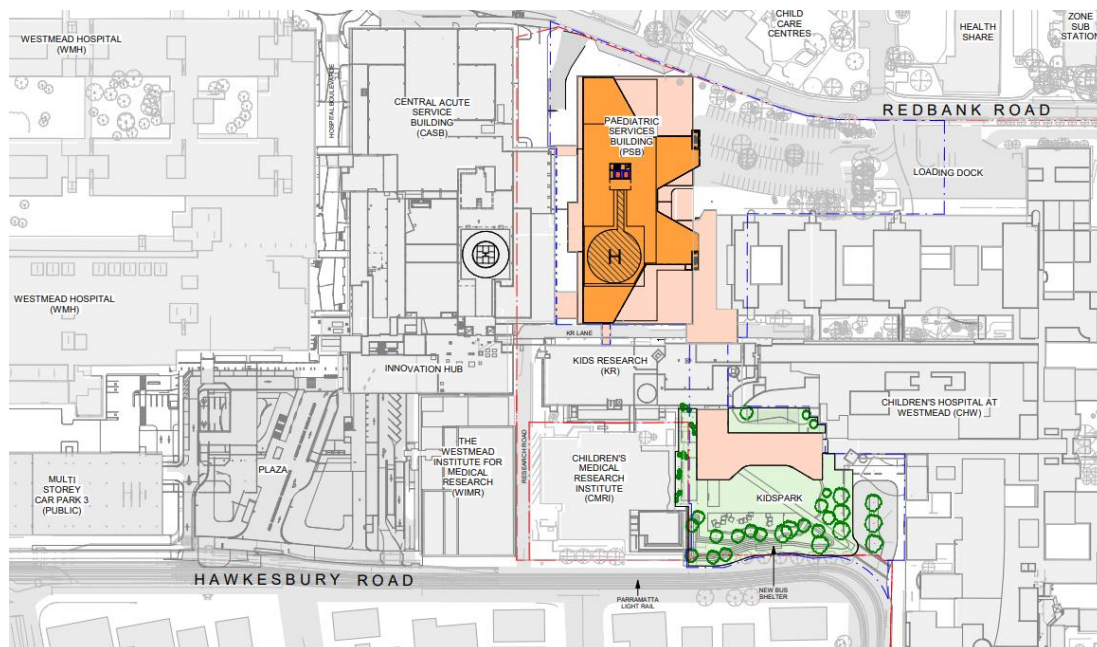 WESTMEAD HOSPITAL
(WMH)
HOSPITAL BOULEVARDE
CENTRAL ACUTE
SERVICE
BUILDING
(CASB)
PAEDIATRIC
SERVICES
BUILDING
(PSB)
CHILD
CARE
CENTRES
HEALTH
SHARE
ZONE
SUB
STATION
REDBANK ROAD
LOADING DOCK
H
WESTMEAD HOSPITAL
(WMH)
KR LANE
INNOVATION HUB
KIDS RESEARCH
(KR)
CHILDREN'S HOSPITAL AT
WESTMEAD (CHW)
MULTI
STOREY
CAR PARK 3
(PUBLIC)
PLAZA
THE
WESTMEAD
INSTITUTE FOR
MEDICAL
RESEARCH
(WIMR)
RESEARCH ROAD
CHILDREN'S
MEDICAL
RESEARCH
INSTITUTE
(CMRI)
KIDSPARK
HAWKESBURY ROAD
PARRAMATTA
LIGHT RAIL
NEW BUS
SHELTER